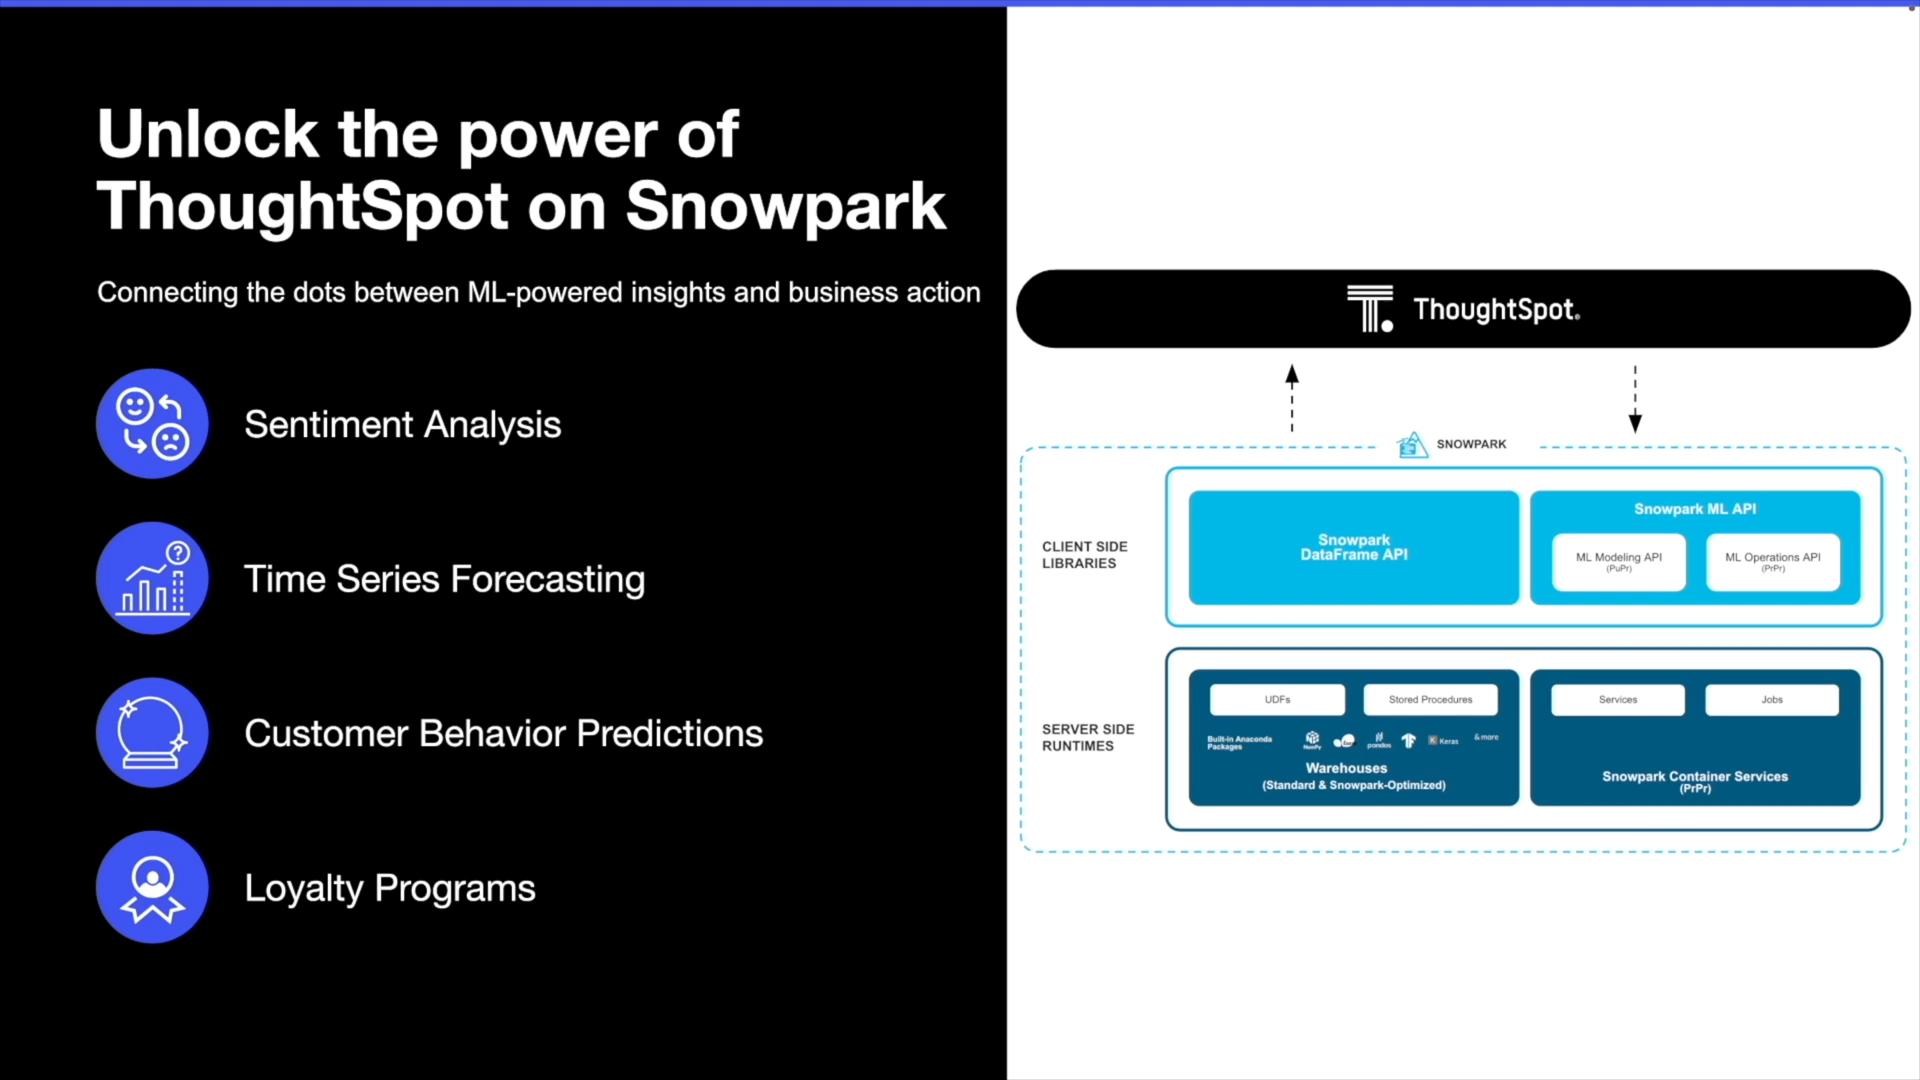 Unlock the power of
ThoughtSpot on Snowpark
Connecting the dots between ML-powered insights and business action
Sentiment Analysis
Time Series Forecasting
Customer Behavior Predictions
Loyalty Programs
ThoughtSpot®
SNOWPARK
CLIENT SIDE
LIBRARIES
Snowpark
DataFrame API
Snowpark ML API
ML Modeling API
(PuPr)
ML Operations API
(PrPr)
SERVER SIDE
RUNTIMES
UDFs
Stored Procedures
Built-in Anaconda
Packages
NumPy
pandas
K Keras
& more
Warehouses
(Standard & Snowpark-Optimized)
Services
Jobs
Snowpark Container Services
(PrPr)